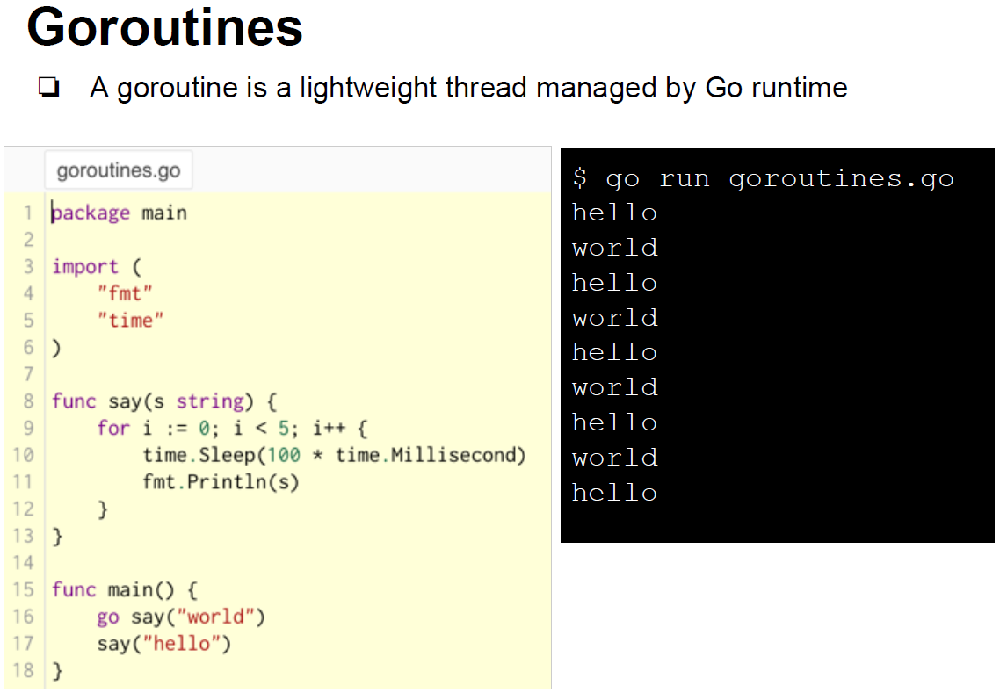 Goroutines
❏ A goroutine is a lightweight thread managed by Go runtime
goroutines.go
1 package main
2
3 import (
4     "fmt"
5     "time"
6 )
7
8 func say(s string) {
9     for i := 0; i < 5; i++ {
10         time.Sleep(100 * time.Millisecond)
11         fmt.Println(s)
12     }
13 }
14
15 func main() {
16     go say("world")
17     say("hello")
18 }
$ go run goroutines.go
hello
world
hello
world
hello
world
hello
world
hello